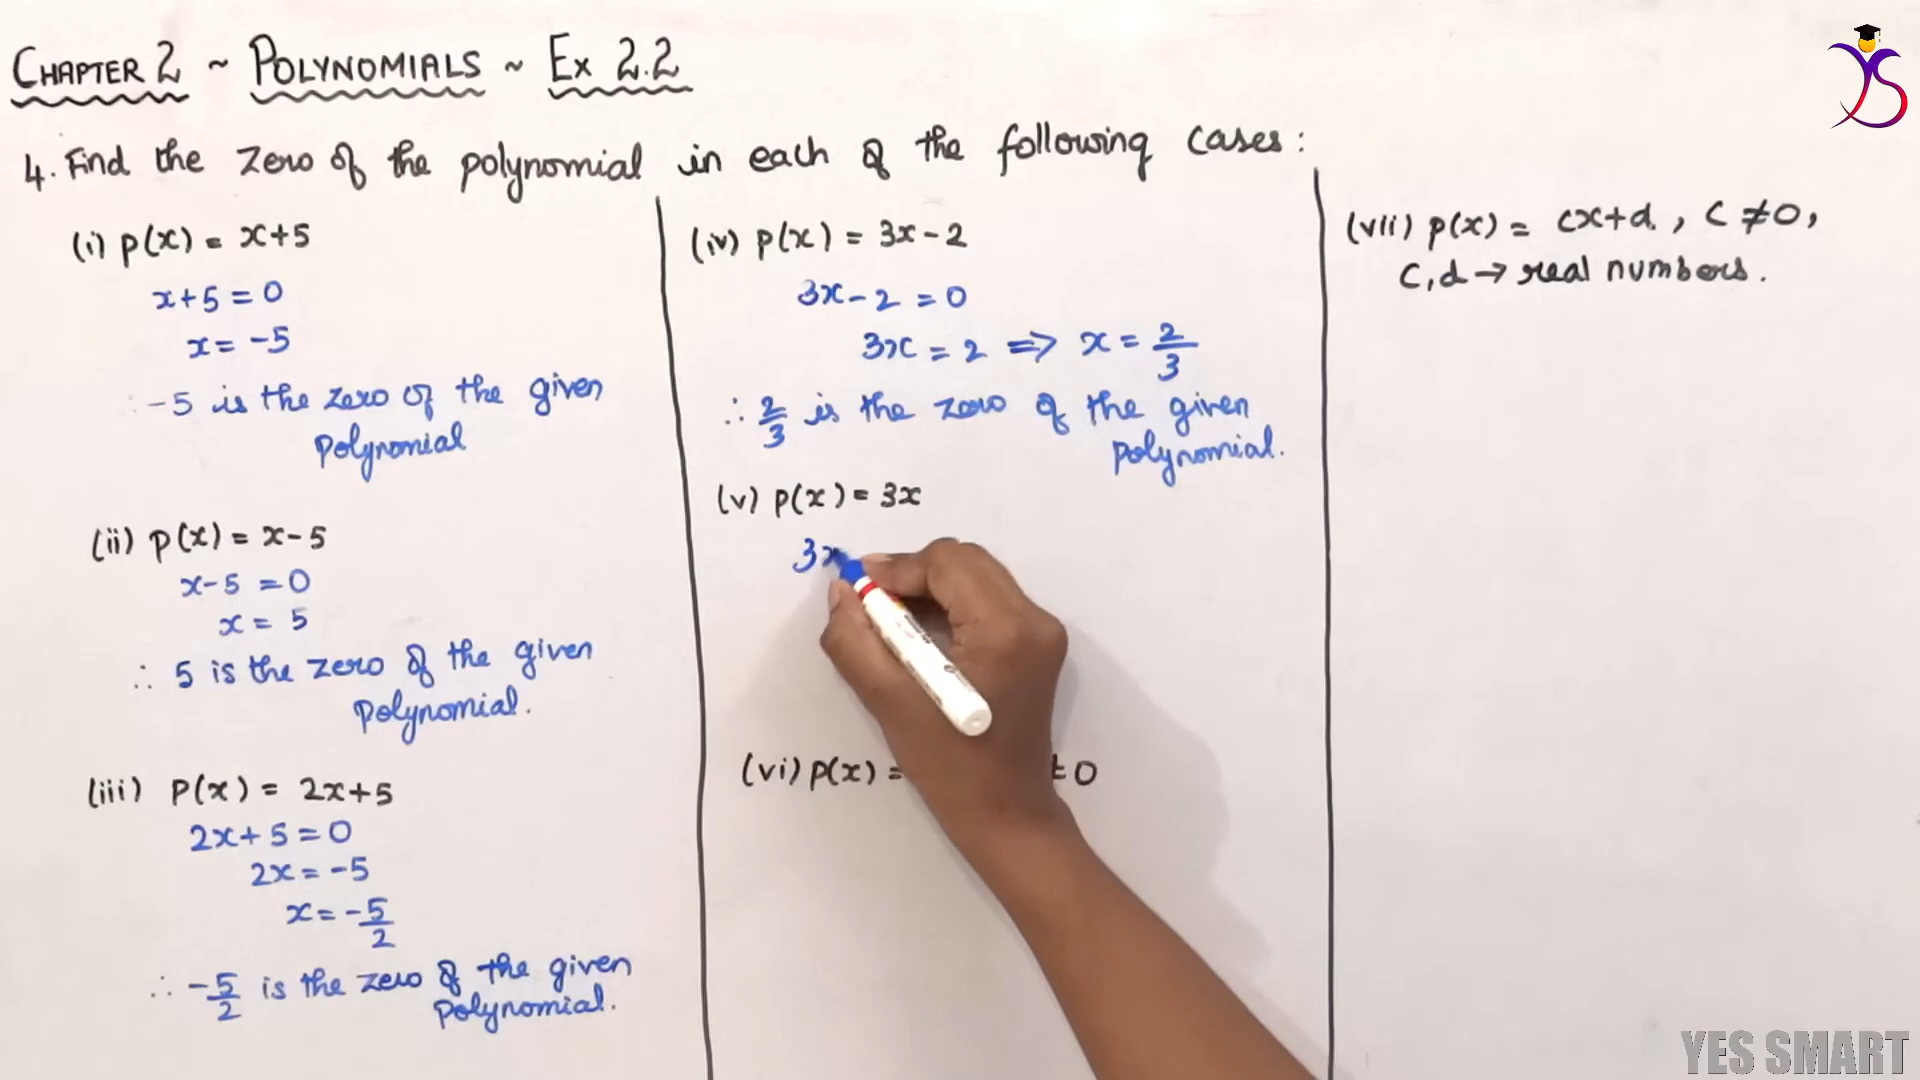 CHAPTER 2 ~ POLYNOMIALS ~ EX 2.2
4. Find the zero of the polynomial in each of the following cases:
(i) p(x) = x+5
x+5 = 0
x = -5
∴ -5 is the zero of the given
polynomial
(ii) p(x) = x-5
x-5 = 0
x = 5
∴ 5 is the zero of the given
polynomial.
(iii) p(x) = 2x+5
2x+5 = 0
2x = -5
x = -5/2
∴ -5/2 is the zero of the given
polynomial.
(iv) p(x) = 3x-2
3x-2 = 0
3x = 2 ⇒ x = 2/3
∴ 2/3 is the zero of the given
polynomial.
(v) p(x) = 3x
3x
(vi) p(x) = ≠ 0
(vii) p(x) = cx+d, c ≠ 0,
c,d → real numbers.
YS
YES SMART